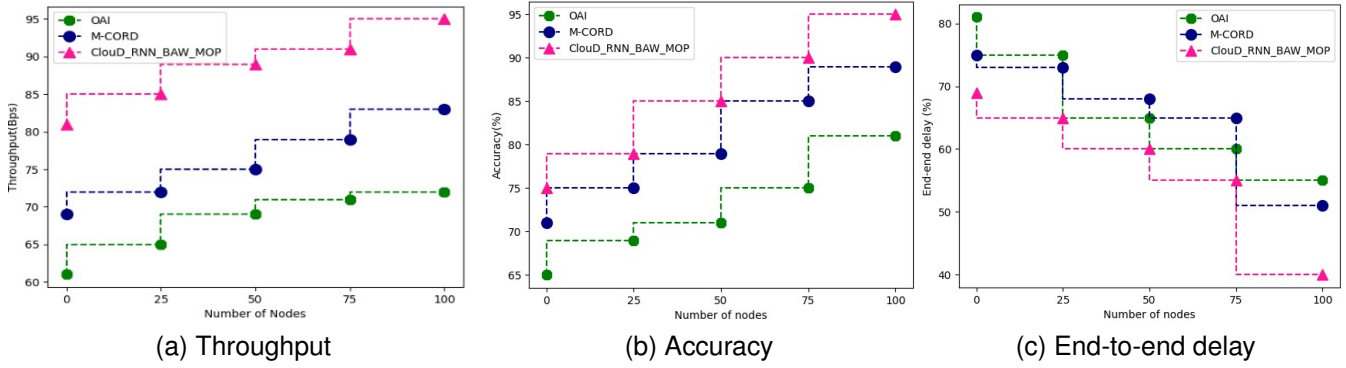 Throughput(Bps)
95
90
85
80
75
70
65
60
OAI
M-CORD
ClouD_RNN_BAW_MOP
0 25 50 75 100
Number of Nodes
(a) Throughput
Accuracy(%)
95
90
85
80
75
70
65
OAI
M-CORD
ClouD_RNN_BAW_MOP
0 25 50 75 100
Number of nodes
(b) Accuracy
End-end delay (%)
80
70
60
50
40
OAI
M-CORD
ClouD_RNN_BAW_MOP
0 25 50 75 100
Number of nodes
(c) End-to-end delay